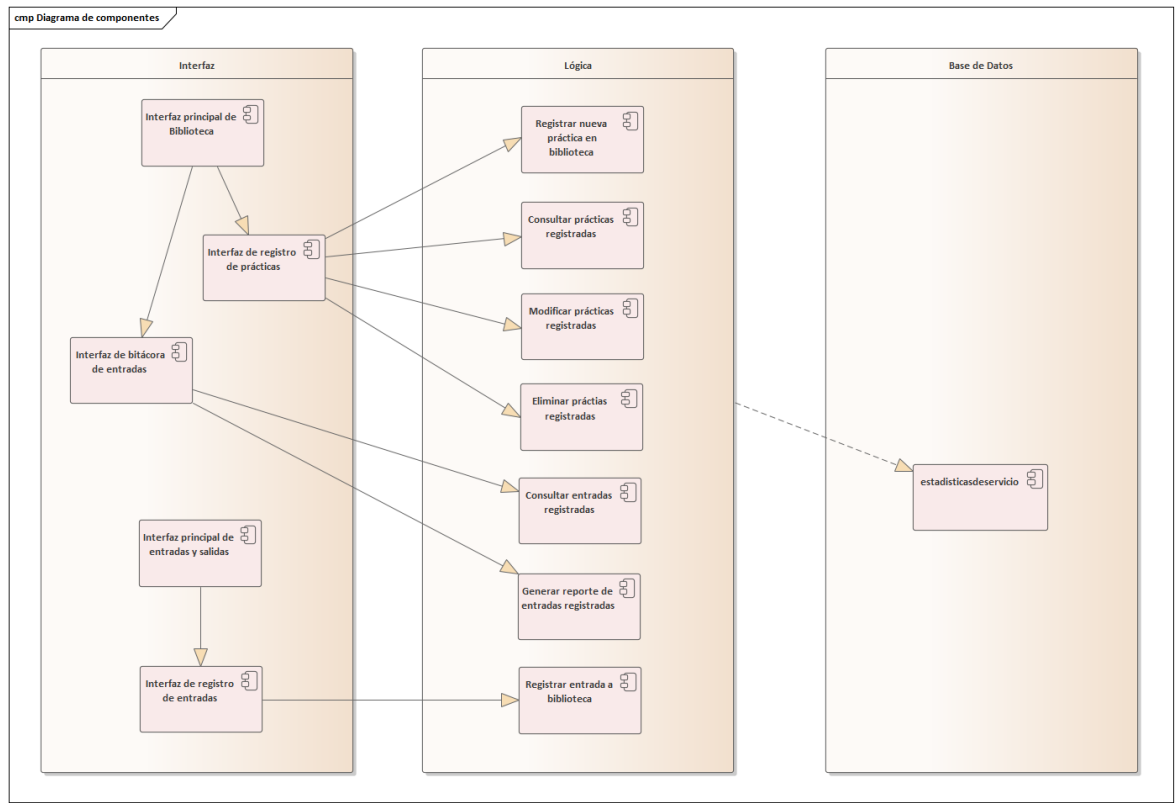 cmp Diagrama de componentes
Interfaz
Interfaz principal de
Biblioteca
Interfaz de registro
de prácticas
Interfaz de bitácora
de entradas
Interfaz principal de
entradas y salidas
Interfaz de registro
de entradas
Lógica
Registrar nueva
práctica en
biblioteca
Consultar prácticas
registradas
Modificar prácticas
registradas
Eliminar práctias
registradas
Consultar entradas
registradas
Generar reporte de
entradas registradas
Registrar entrada a
biblioteca
Base de Datos
estadisticasdeservicio